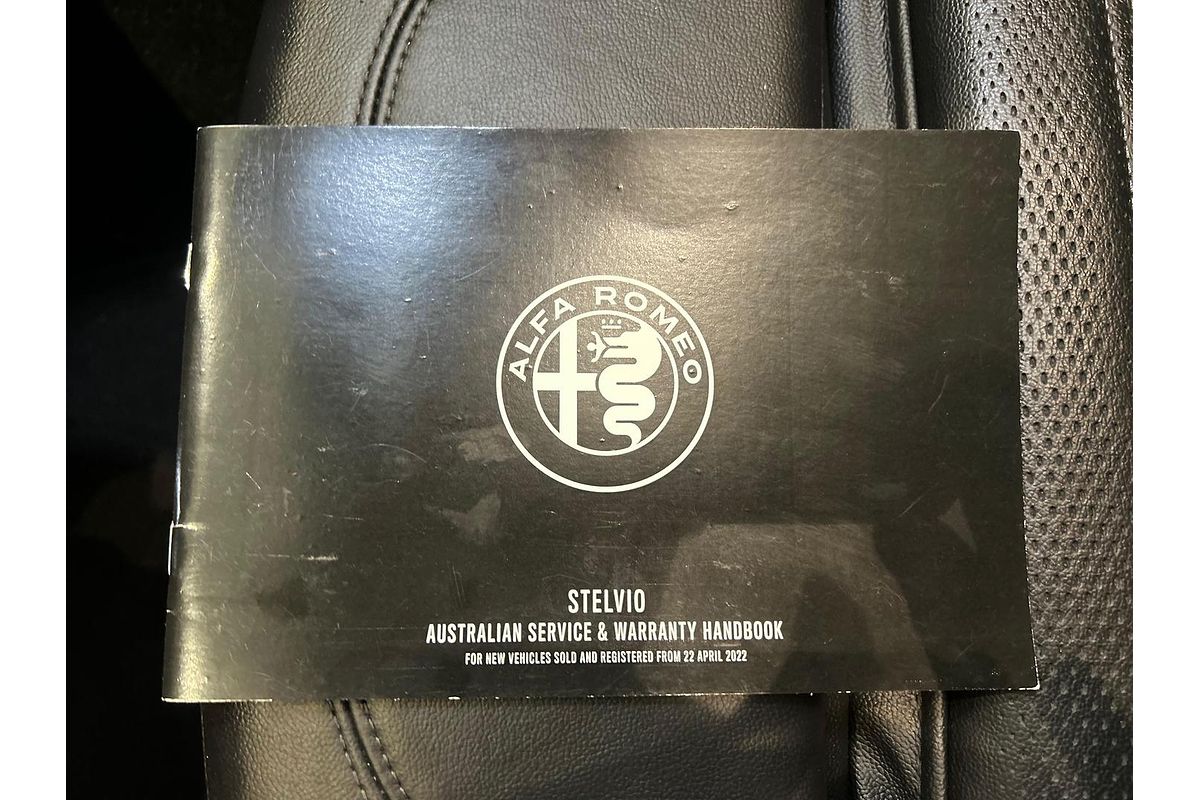 ALFA ROMEO
STELVIO
AUSTRALIAN SERVICE & WARRANTY HANDBOOK
FOR NEW VEHICLES SOLD AND REGISTERED FROM 22 APRIL 2022